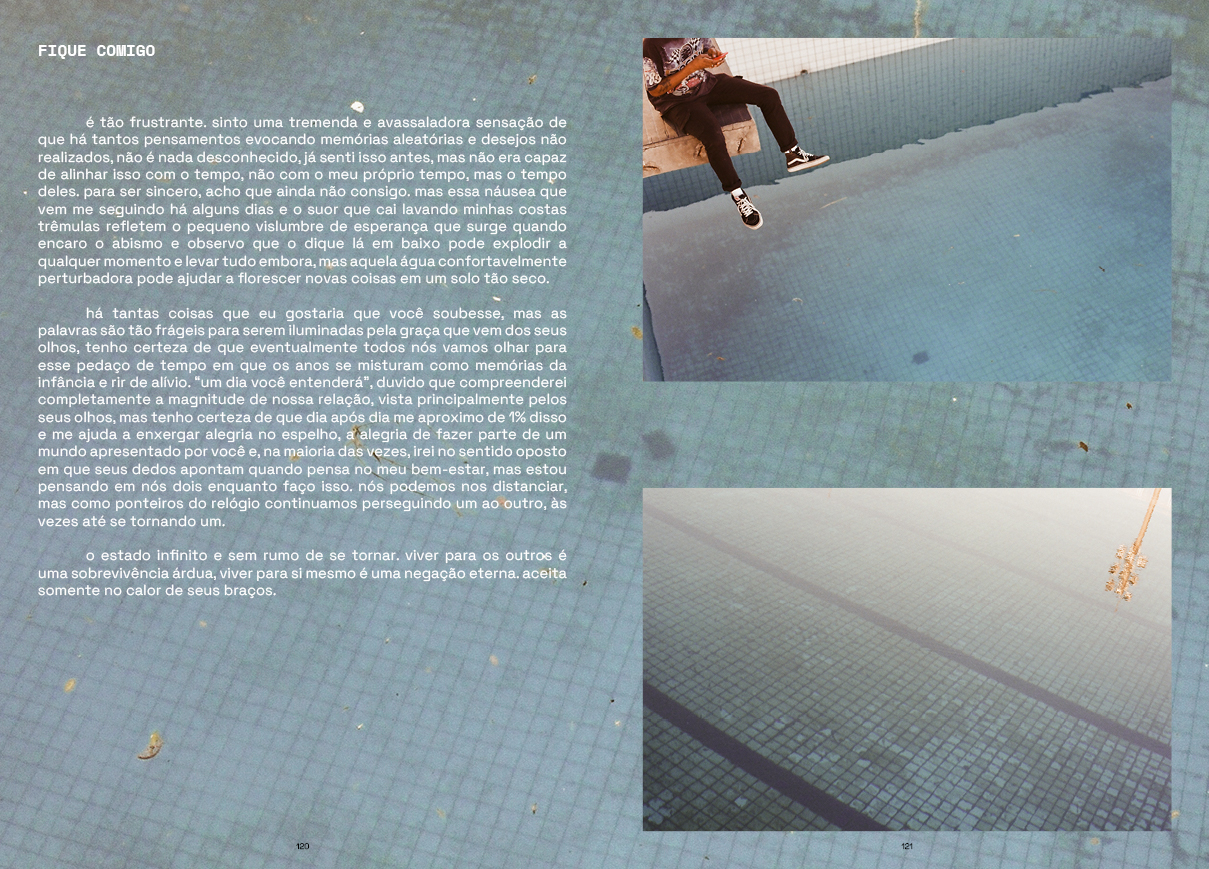 FIQUE COMIGO
é tão frustrante. sinto uma tremenda e avassaladora sensação de
que há tantos pensamentos evocando memórias aleatórias e desejos não
realizados, não é nada desconhecido, já senti isso antes, mas não era capaz
de alinhar isso com o tempo, não com o meu próprio tempo, mas o tempo
deles. para ser sincero, acho que ainda não consigo. mas essa náusea que
vem me seguindo há alguns dias e o suor que cai lavando minhas costas
trêmulas refletem o pequeno vislumbre de esperança que surge quando
encaro o abismo e observo que o dique lá em baixo pode explodir a
qualquer momento e levar tudo embora, mas aquela água confortavelmente
perturbadora pode ajudar a florescer novas coisas em um solo tão seco.
há tantas coisas que eu gostaria que você soubesse, mas as
palavras são tão frágeis para serem iluminadas pela graça que vem dos seus
olhos, tenho certeza de que eventualmente todos nós vamos olhar para
esse pedaço de tempo em que os anos se misturam como memórias da
infância e rir de alívio. “um dia você entenderá”, duvido que compreenderei
completamente a magnitude de nossa relação, vista principalmente pelos
seus olhos, mas tenho certeza de que dia após dia me aproximo de 1% disso
e me ajuda a enxergar alegria no espelho, a alegria de fazer parte de um
mundo apresentado por você e, na maioria das vezes, irei no sentido oposto
em que seus dedos apontam quando pensa no meu bem-estar, mas estou
pensando em nós dois enquanto faço isso. nós podemos nos distanciar,
mas como ponteiros do relógio continuamos perseguindo um ao outro, às
vezes até se tornando um.
o estado infinito e sem rumo de se tornar. viver para os outros é
uma sobrevivência árdua, viver para si mesmo é uma negação eterna. aceita
somente no calor de seus braços.
120
121